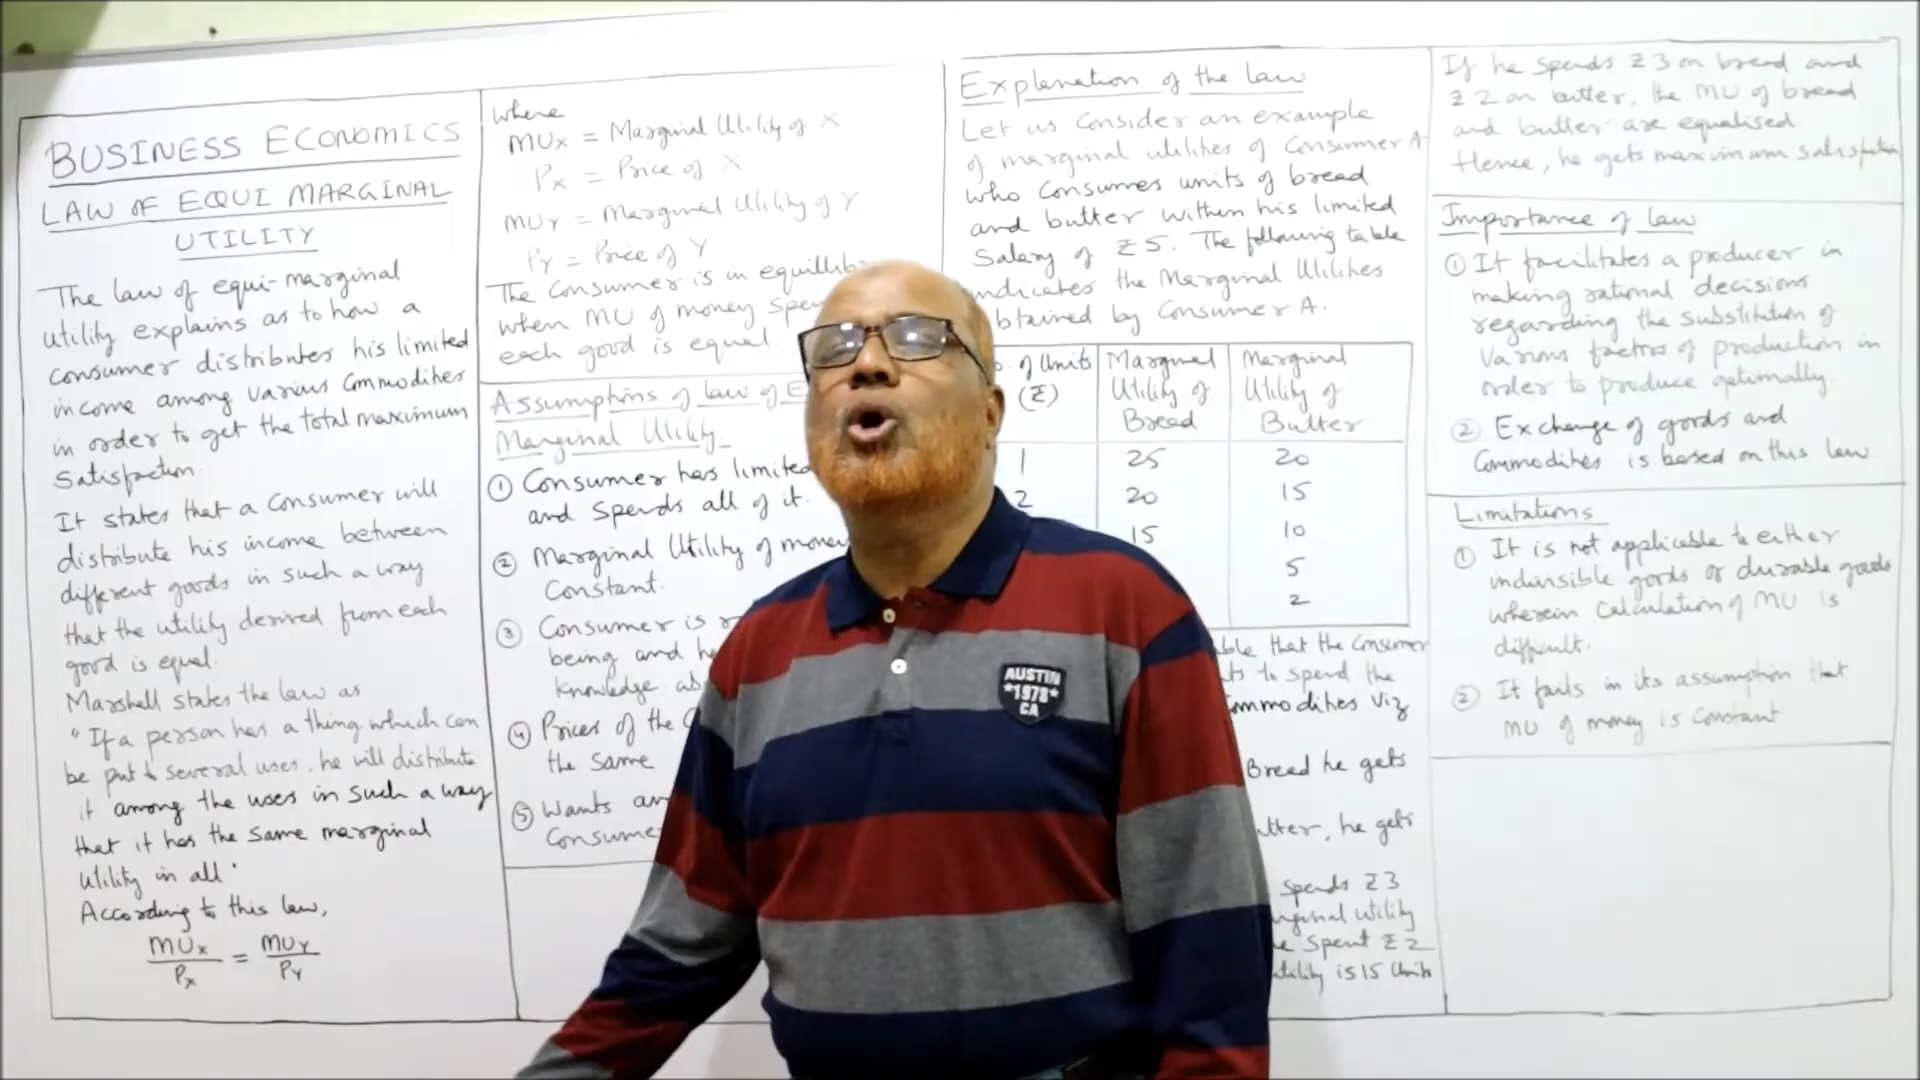 BUSINESS ECONOMICS
LAW OF EQUI MARGINAL
UTILITY
The law of equi-marginal
utility explains as to how a
consumer distributes his limited
income among various Commodities
in order to get the total maximum
Satisfaction.
It states that a Consumer will
distribute his income between
different goods in such a way
that the utility derived from each
good is equal.
Marshell states the law as
"If a person has a thing which can
be put to several uses, he will distribute
it among the uses in such a way
that it has the same marginal
Utility in all"
According to this law,
MUx / Px = MUY / PY
where
MUx = Marginal Utility of X
Px = Price of X
MUY = Marginal Utility of Y
PY = Price of Y
The Consumer is in
when MU of money
each good is equal.
Assumptions of law of
Marginal Utility.
① Consumer has limited
and Spends all of it.
② Marginal Utility of money
Constant.
③ Consumer is
being and
Knowledge
④ Prices of the
the same
⑤ Wants
Explanation of the law
Let us Consider an example
of marginal utilities of Consumer A
who Consumes units of bread
and butter within his limited
Salary of ₹5. The following table
indicates the Marginal Utilities
by Consumer A.
of Units (₹) Marginal Utility of Bread Marginal Utility of Butter
1 25 20
2 20 15
15 10
5
2
that the Consumer
to spend the
Commodities Viz
Bread he gets
he gets
Spends ₹3
Utility
Spent ₹2
is 15 Units
If he spends ₹3 on bread and
₹2 on butter, the MU of bread
and butter are equalised.
Hence, he gets maximum satisfaction
Importance of law
① It facilitates a producer in
making rational decisions
regarding the substitution of
Various factors of production in
order to produce optimally.
② Exchange of goods and
Commodities is based on this law
Limitations
① It is not applicable to either
indivisible goods or durable goods
wherein Calculation of MU is
difficult.
② It fails in its assumption that
MU of money is Constant
AUSTIN
*1978*
CA